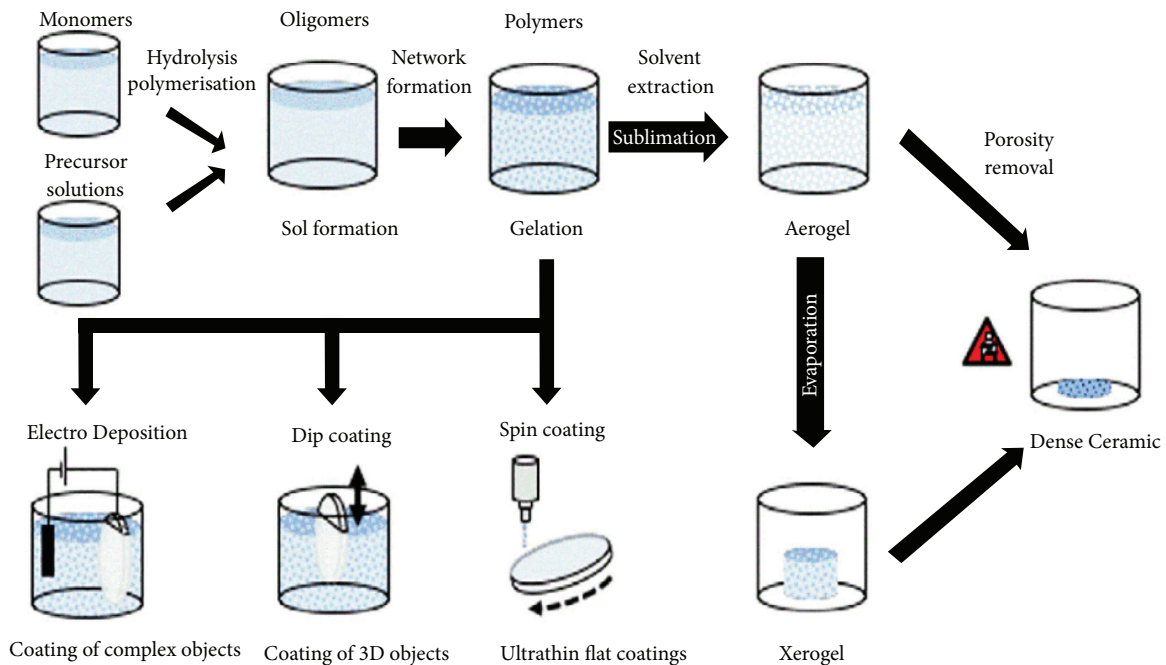 Monomers
Hydrolysis
polymerisation
Precursor
solutions
Oligomers
Sol formation
Network
formation
Polymers
Gelation
Solvent
extraction
Sublimation
Aerogel
Porosity
removal
Evaporation
Dense Ceramic
Electro Deposition
Dip coating
Spin coating
Coating of complex objects
Coating of 3D objects
Ultrathin flat coatings
Xerogel